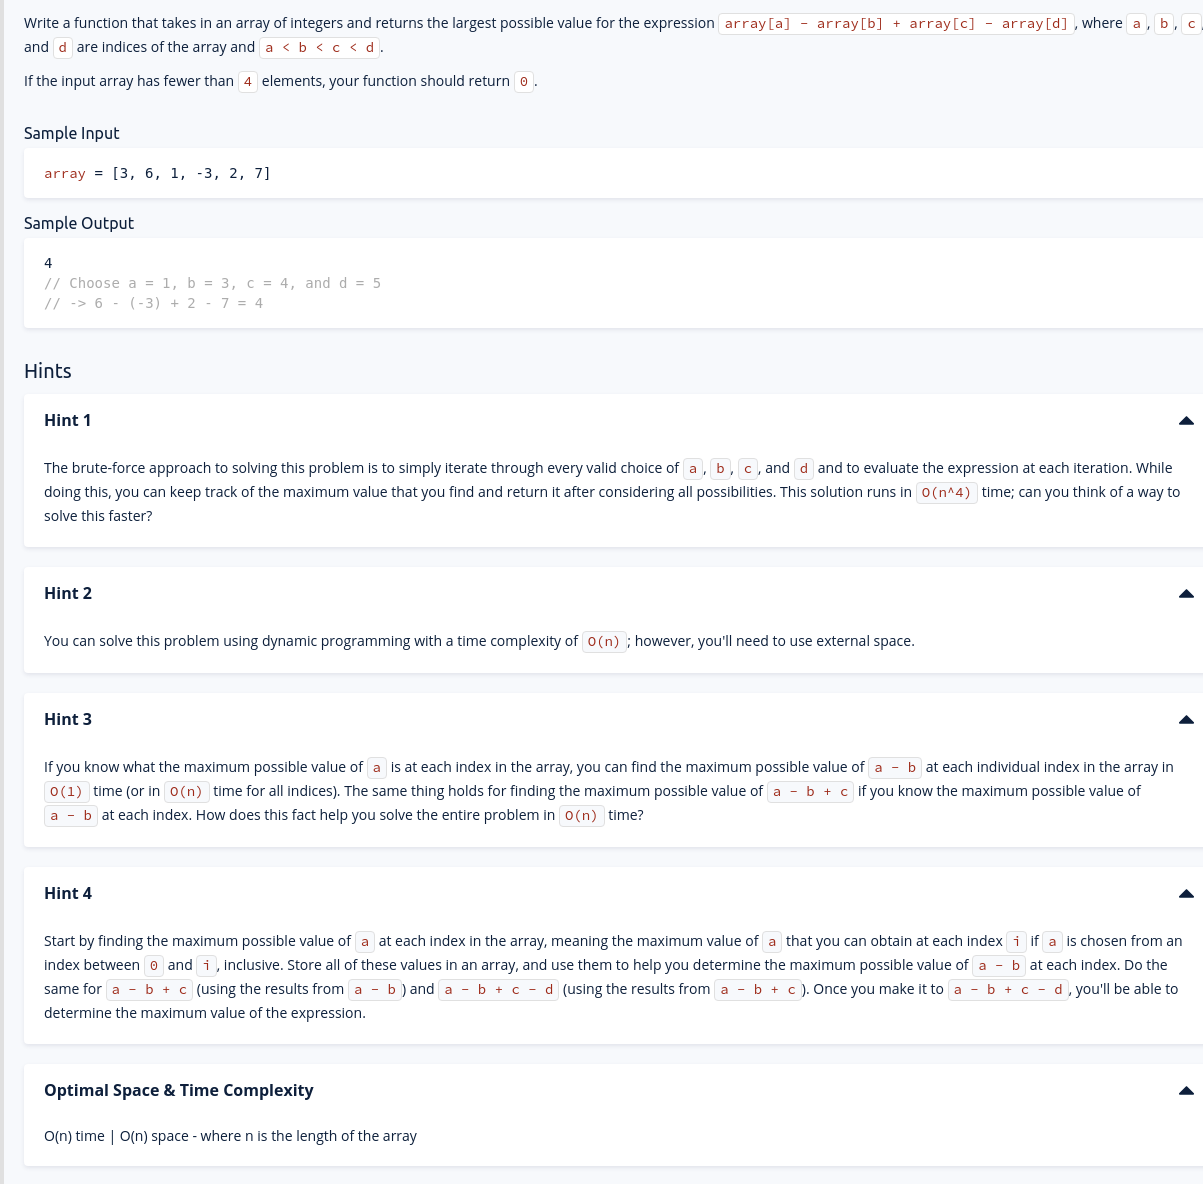 Write a function that takes in an array of integers and returns the largest possible value for the expression array[a] - array[b] + array[c] - array[d] , where a , b , c ,
and d are indices of the array and a < b < c < d .
If the input array has fewer than 4 elements, your function should return 0 .
Sample Input
array = [3, 6, 1, -3, 2, 7]
Sample Output
4
// Choose a = 1, b = 3, c = 4, and d = 5
// -> 6 - (-3) + 2 - 7 = 4
Hints
Hint 1
The brute-force approach to solving this problem is to simply iterate through every valid choice of a , b , c , and d and to evaluate the expression at each iteration. While
doing this, you can keep track of the maximum value that you find and return it after considering all possibilities. This solution runs in O(n^4) time; can you think of a way to
solve this faster?
Hint 2
You can solve this problem using dynamic programming with a time complexity of O(n) ; however, you'll need to use external space.
Hint 3
If you know what the maximum possible value of a is at each index in the array, you can find the maximum possible value of a - b at each individual index in the array in
O(1) time (or in O(n) time for all indices). The same thing holds for finding the maximum possible value of a - b + c if you know the maximum possible value of
a - b at each index. How does this fact help you solve the entire problem in O(n) time?
Hint 4
Start by finding the maximum possible value of a at each index in the array, meaning the maximum value of a that you can obtain at each index i if a is chosen from an
index between 0 and i , inclusive. Store all of these values in an array, and use them to help you determine the maximum possible value of a - b at each index. Do the
same for a - b + c (using the results from a - b ) and a - b + c - d (using the results from a - b + c ). Once you make it to a - b + c - d , you'll be able to
determine the maximum value of the expression.
Optimal Space & Time Complexity
O(n) time | O(n) space - where n is the length of the array